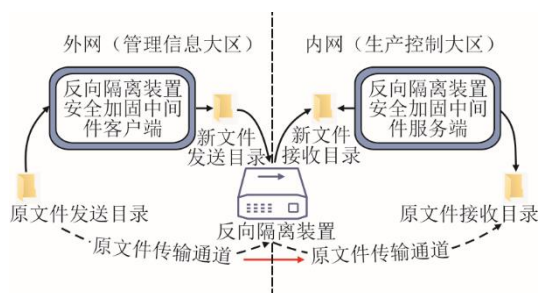 外网（管理信息大区）
内网（生产控制大区）
反向隔离装置
安全加固中间
件客户端
反向隔离装置
安全加固中间
件服务端
新文件
发送目录
新文件
接收目录
原文件发送目录
反向隔离装置
原文件接收目录
原文件传输通道
原文件传输通道